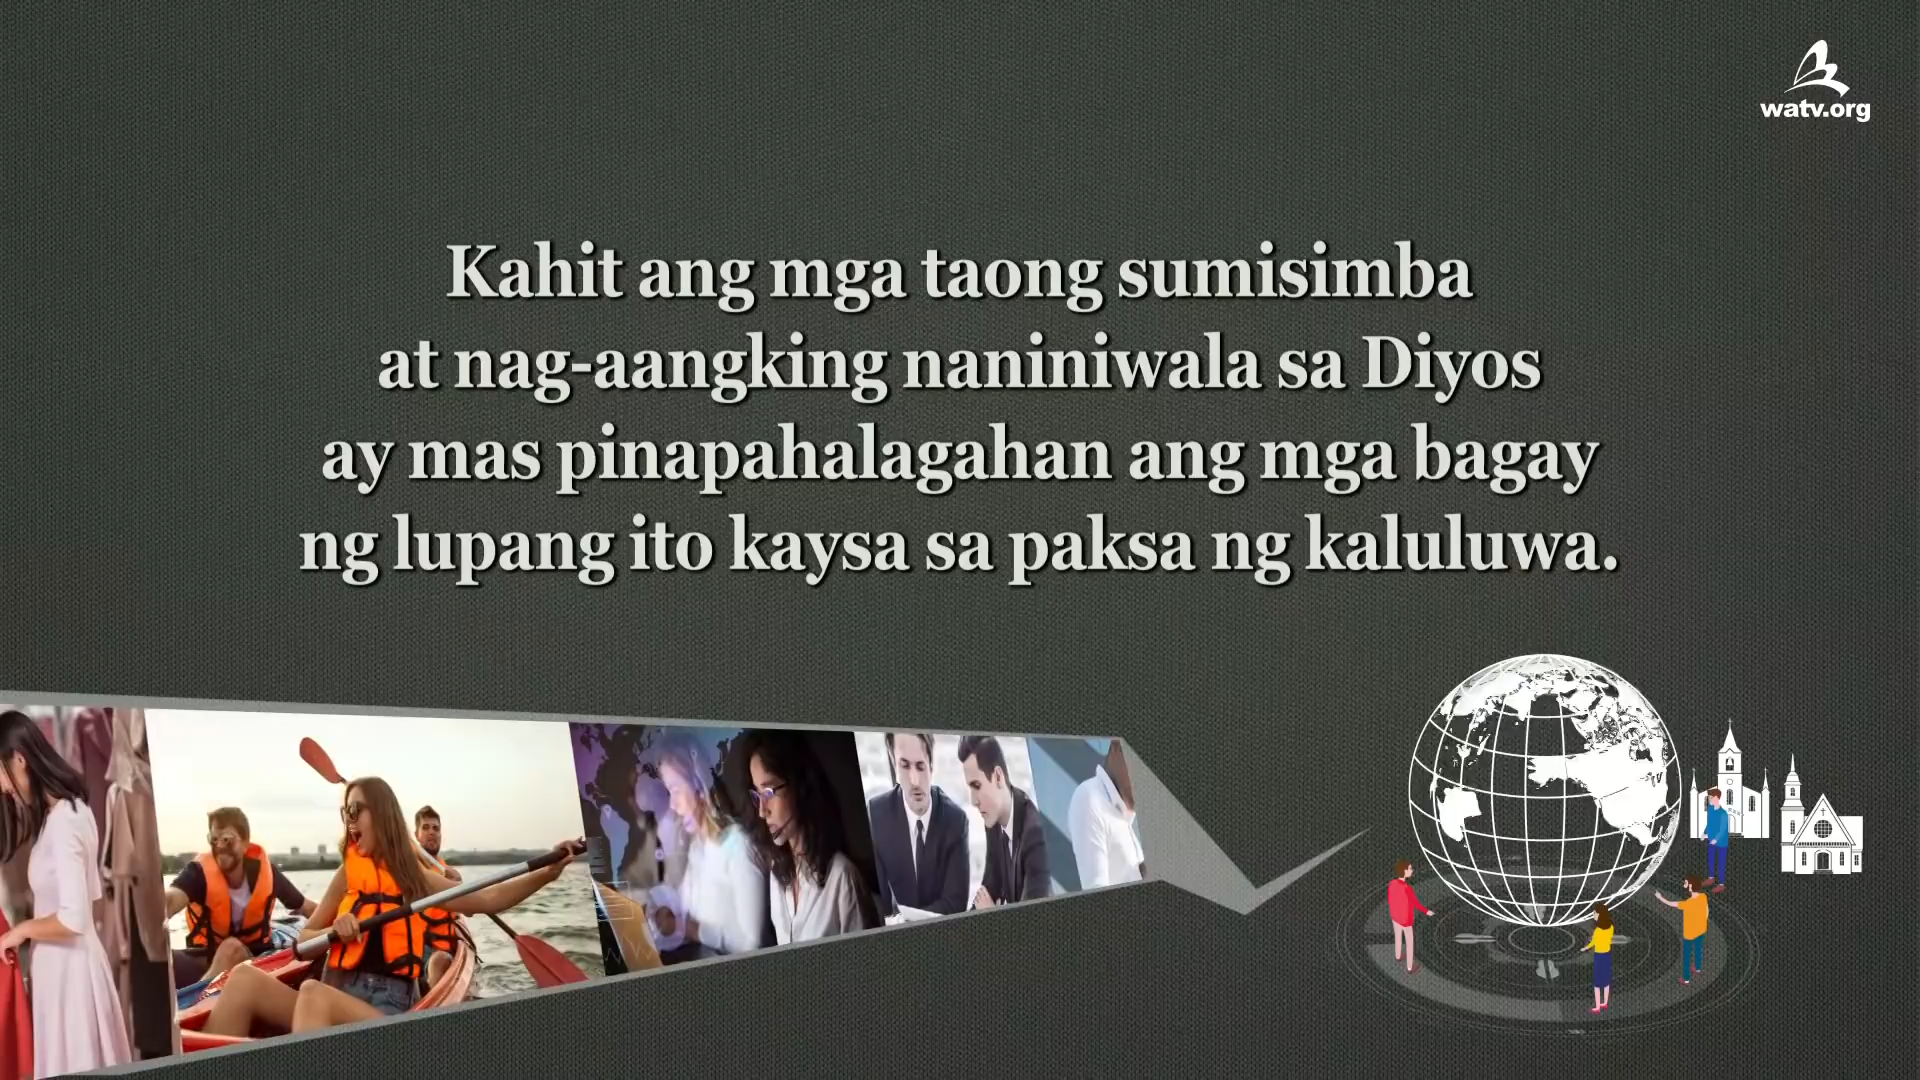 watv.org
Kahit ang mga taong sumisimba
at nag-aangking naniniwala sa Diyos
ay mas pinapahalagahan ang mga bagay
ng lupang ito kaysa sa paksa ng kaluluwa.